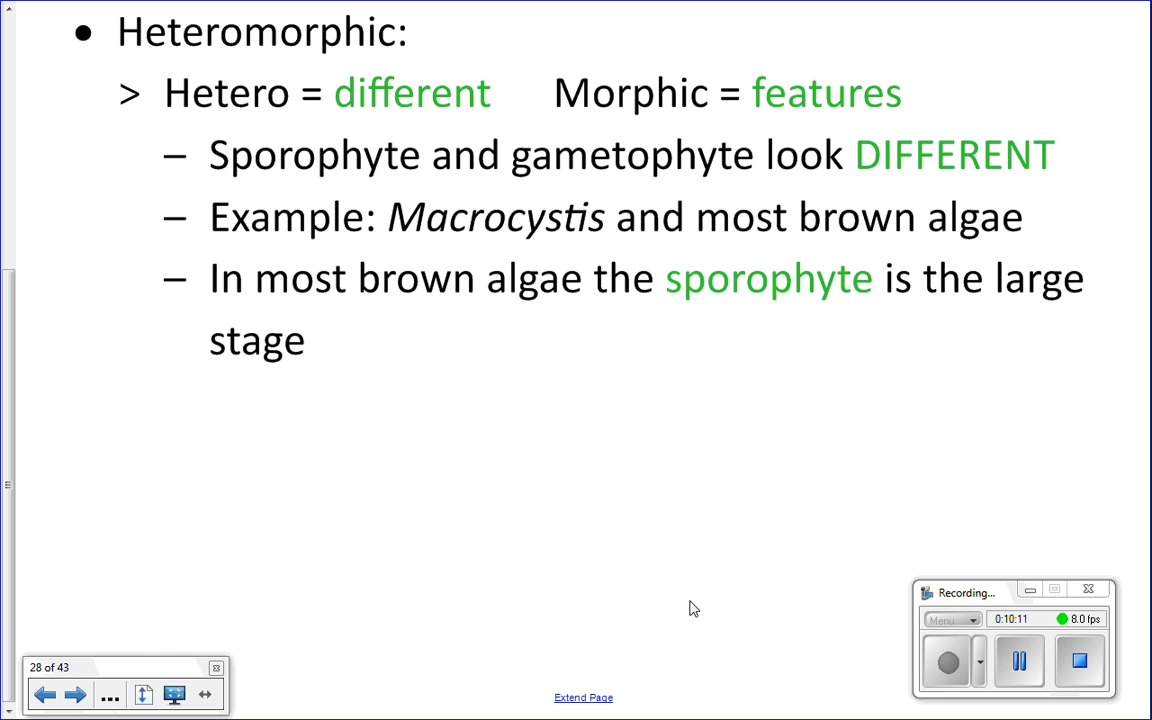 • Heteromorphic:
> Hetero = different Morphic = features
– Sporophyte and gametophyte look DIFFERENT
– Example: Macrocystis and most brown algae
– In most brown algae the sporophyte is the large
stage
Recording...
Menu 0:10:11 8.0 fps
28 of 43
...
Extend Page